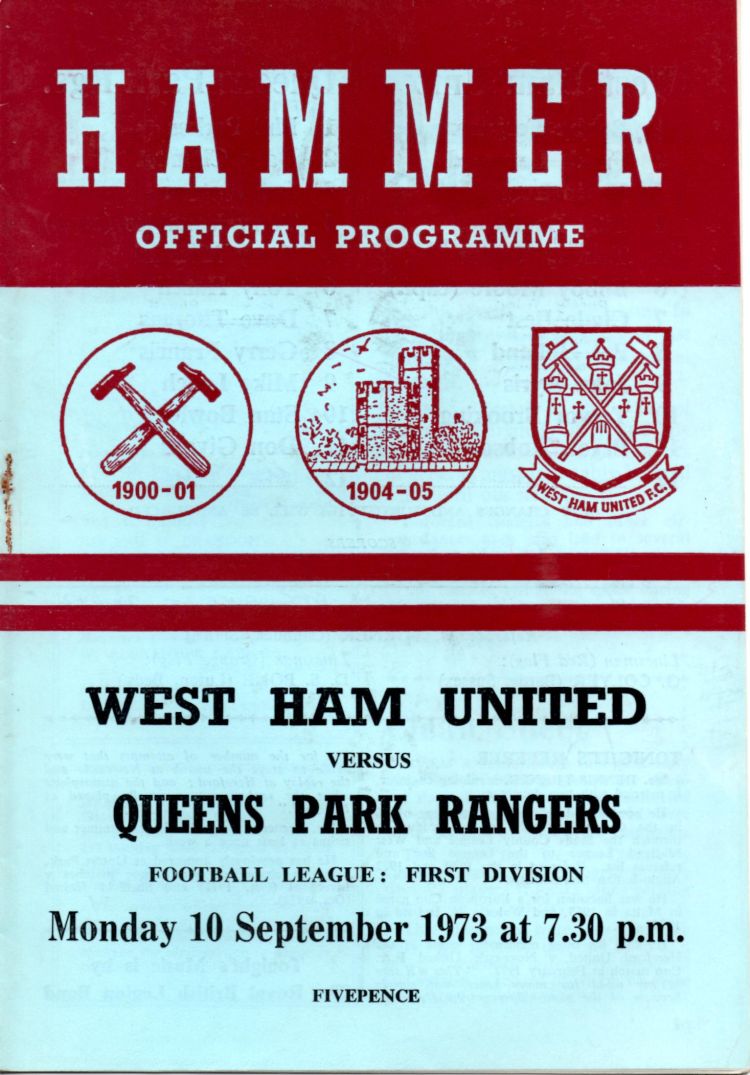 HAMMER
OFFICIAL PROGRAMME
1900-01
1904-05
WEST HAM UNITED F.C.
WEST HAM UNITED
VERSUS
QUEENS PARK RANGERS
FOOTBALL LEAGUE: FIRST DIVISION
Monday 10 September 1973 at 7.30 p.m.
FIVEPENCE